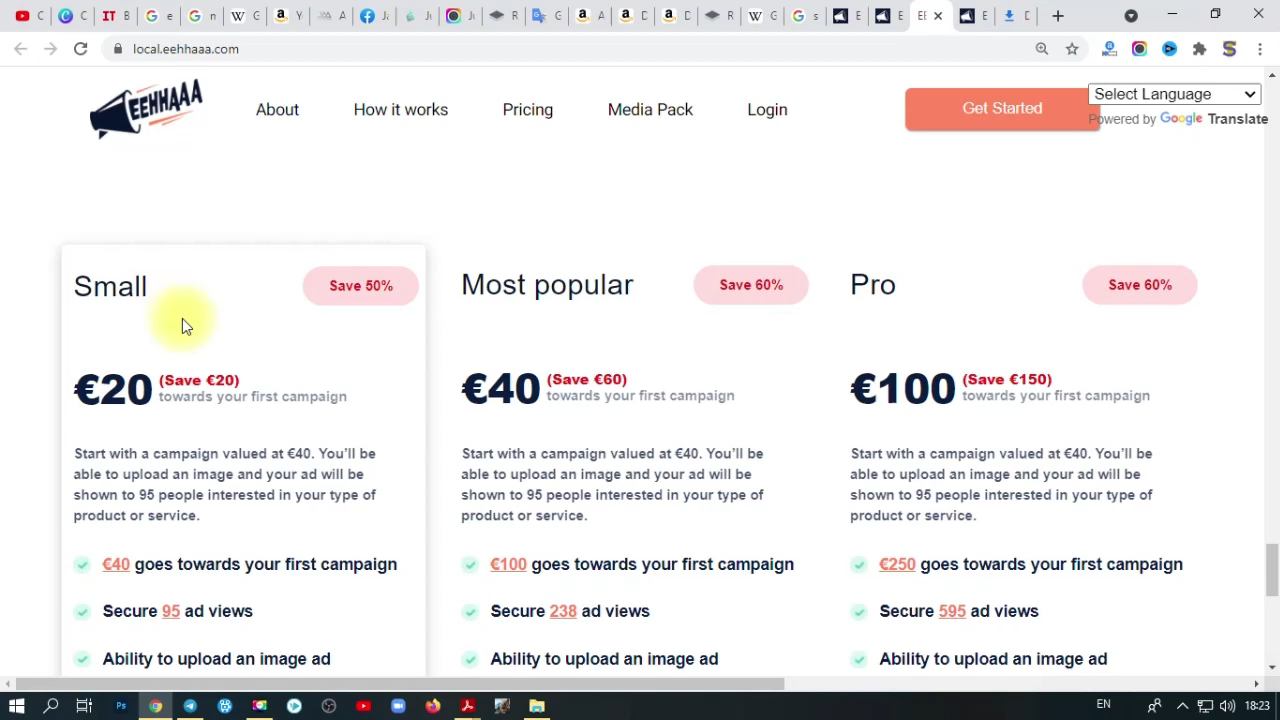 local.eehhaaa.com
EEHHAAA
About
How it works
Pricing
Media Pack
Login
Get Started
Select Language
Powered by Google Translate
Small
Save 50%
€20
(Save €20)
towards your first campaign
Start with a campaign valued at €40. You’ll be
able to upload an image and your ad will be
shown to 95 people interested in your type of
product or service.
€40 goes towards your first campaign
Secure 95 ad views
Ability to upload an image ad
Most popular
Save 60%
€40
(Save €60)
towards your first campaign
Start with a campaign valued at €40. You’ll be
able to upload an image and your ad will be
shown to 95 people interested in your type of
product or service.
€100 goes towards your first campaign
Secure 238 ad views
Ability to upload an image ad
Pro
Save 60%
€100
(Save €150)
towards your first campaign
Start with a campaign valued at €40. You’ll be
able to upload an image and your ad will be
shown to 95 people interested in your type of
product or service.
€250 goes towards your first campaign
Secure 595 ad views
Ability to upload an image ad
EN
18:23